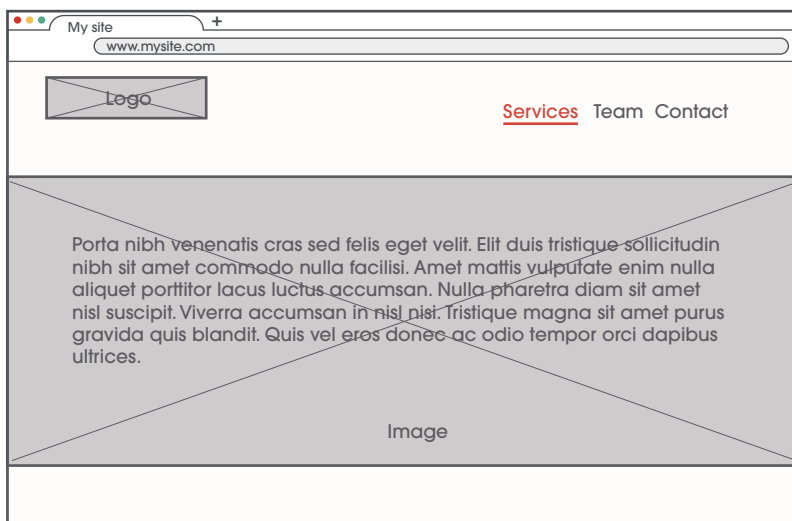 My site
+
www.mysite.com
Logo
Services Team Contact
Porta nibh venenatis cras sed felis eget velit. Elit duis tristique sollicitudin
nibh sit amet commodo nulla facilisi. Amet mattis vulputate enim nulla
aliquet porttitor lacus luctus accumsan. Nulla pharetra diam sit amet
nisl suscipit. Viverra accumsan in nisl nisi. Tristique magna sit amet purus
gravida quis blandit. Quis vel eros donec ac odio tempor orci dapibus
ultrices.
Image